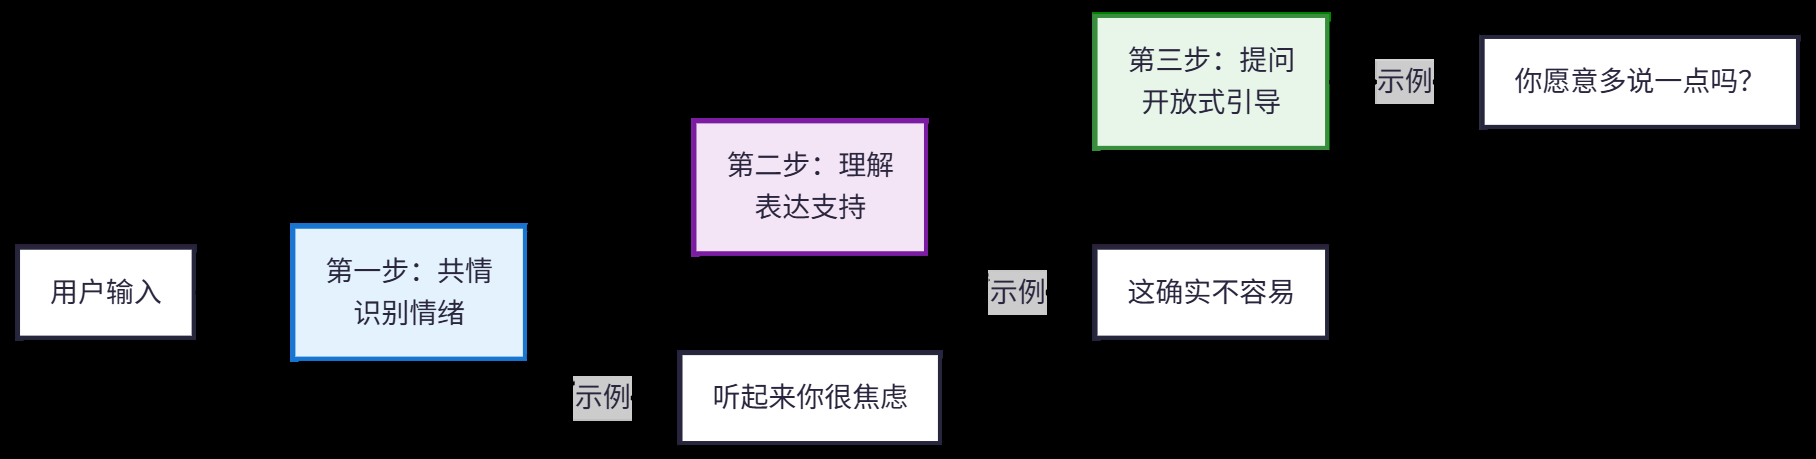 用户输入
第一步：共情
识别情绪
示例
听起来你很焦虑
第二步：理解
表达支持
示例
这确实不容易
第三步：提问
开放式引导
示例
你愿意多说一点吗？